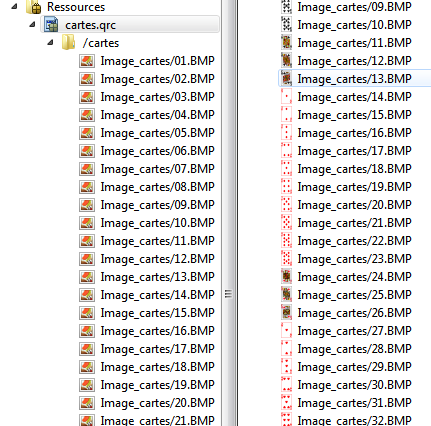 Ressources
cartes.qrc
/cartes
Image_cartes/01.BMP
Image_cartes/02.BMP
Image_cartes/03.BMP
Image_cartes/04.BMP
Image_cartes/05.BMP
Image_cartes/06.BMP
Image_cartes/07.BMP
Image_cartes/08.BMP
Image_cartes/09.BMP
Image_cartes/10.BMP
Image_cartes/11.BMP
Image_cartes/12.BMP
Image_cartes/13.BMP
Image_cartes/14.BMP
Image_cartes/15.BMP
Image_cartes/16.BMP
Image_cartes/17.BMP
Image_cartes/18.BMP
Image_cartes/19.BMP
Image_cartes/20.BMP
Image_cartes/21.BMP
Image_cartes/09.BMP
Image_cartes/10.BMP
Image_cartes/11.BMP
Image_cartes/12.BMP
Image_cartes/13.BMP
Image_cartes/14.BMP
Image_cartes/15.BMP
Image_cartes/16.BMP
Image_cartes/17.BMP
Image_cartes/18.BMP
Image_cartes/19.BMP
Image_cartes/20.BMP
Image_cartes/21.BMP
Image_cartes/22.BMP
Image_cartes/23.BMP
Image_cartes/24.BMP
Image_cartes/25.BMP
Image_cartes/26.BMP
Image_cartes/27.BMP
Image_cartes/28.BMP
Image_cartes/29.BMP
Image_cartes/30.BMP
Image_cartes/31.BMP
Image_cartes/32.BMP